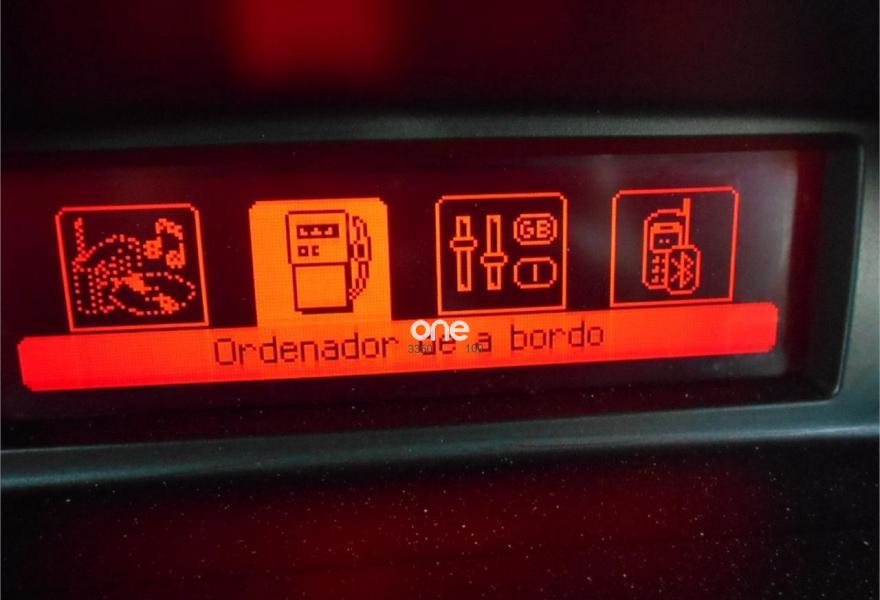 GB
I
one
Ordenador de a bordo